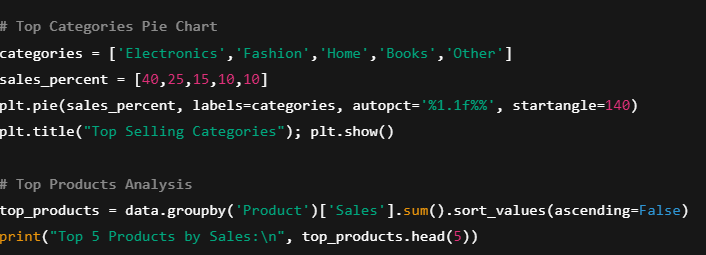 # Top Categories Pie Chart
categories = ['Electronics','Fashion','Home','Books','Other']
sales_percent = [40,25,15,10,10]
plt.pie(sales_percent, labels=categories, autopct='%1.1f%%', startangle=140)
plt.title("Top Selling Categories"); plt.show()
# Top Products Analysis
top_products = data.groupby('Product')['Sales'].sum().sort_values(ascending=False)
print("Top 5 Products by Sales:\n", top_products.head(5))